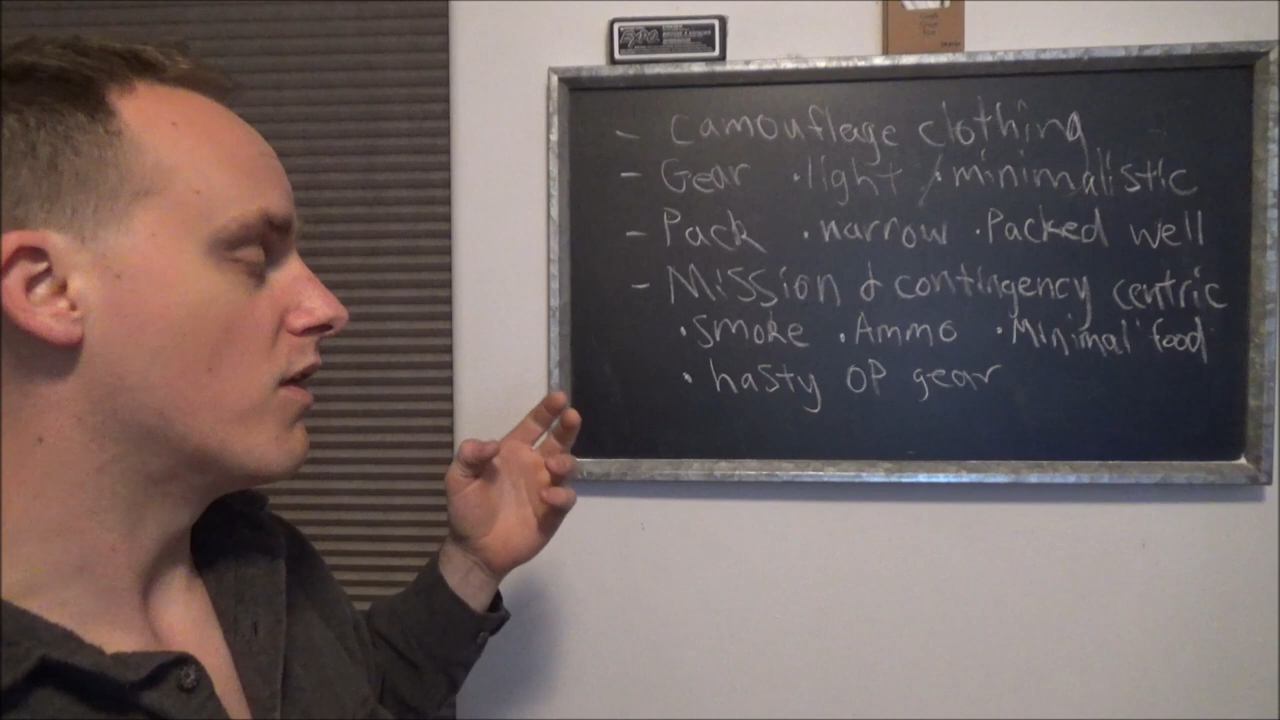 EXPO
- Camouflage clothing
- Gear • light / • minimalistic
- Pack • narrow • Packed well
- Mission & contingency centric
• Smoke • Ammo • Minimal food
• hasty OP gear